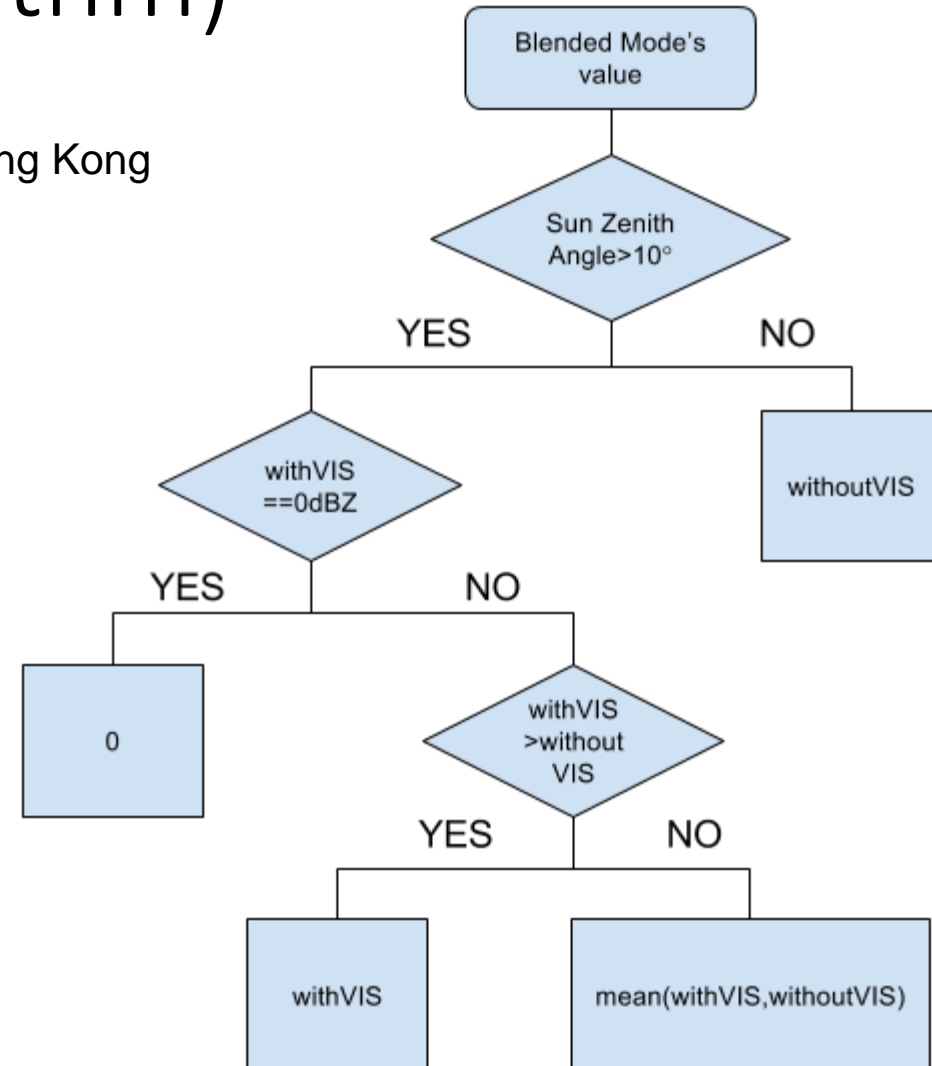 ng Kong
Blended Mode's
value
Sun Zenith
Angle>10°
YES
NO
withVIS
==0dBZ
withoutVIS
YES
NO
0
withVIS
>without
VIS
YES
NO
withVIS
mean(withVIS,withoutVIS)